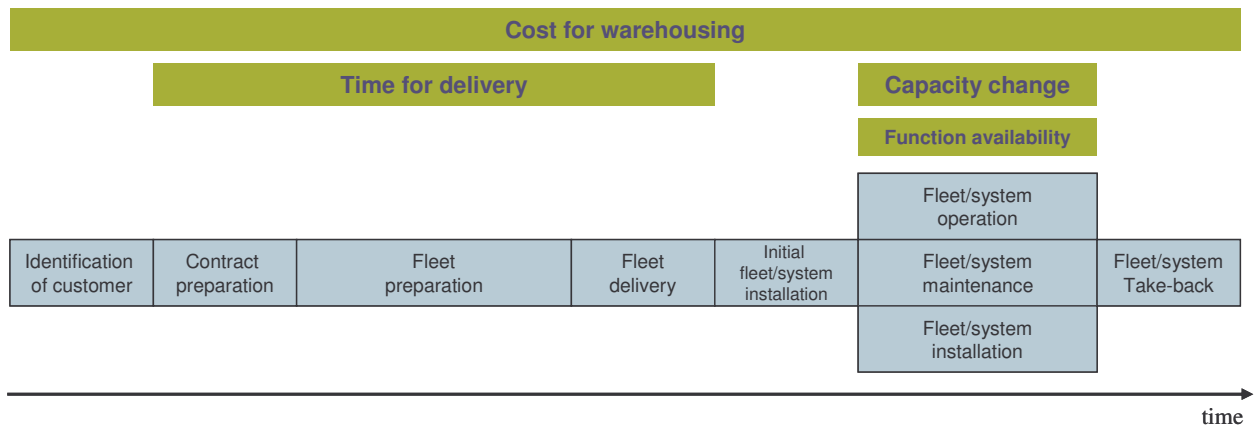 Cost for warehousing
Time for delivery
Capacity change
Function availability
Fleet/system
operation
Identification
of customer
Contract
preparation
Fleet
preparation
Fleet
delivery
Initial
fleet/system
installation
Fleet/system
maintenance
Fleet/system
Take-back
Fleet/system
installation
time